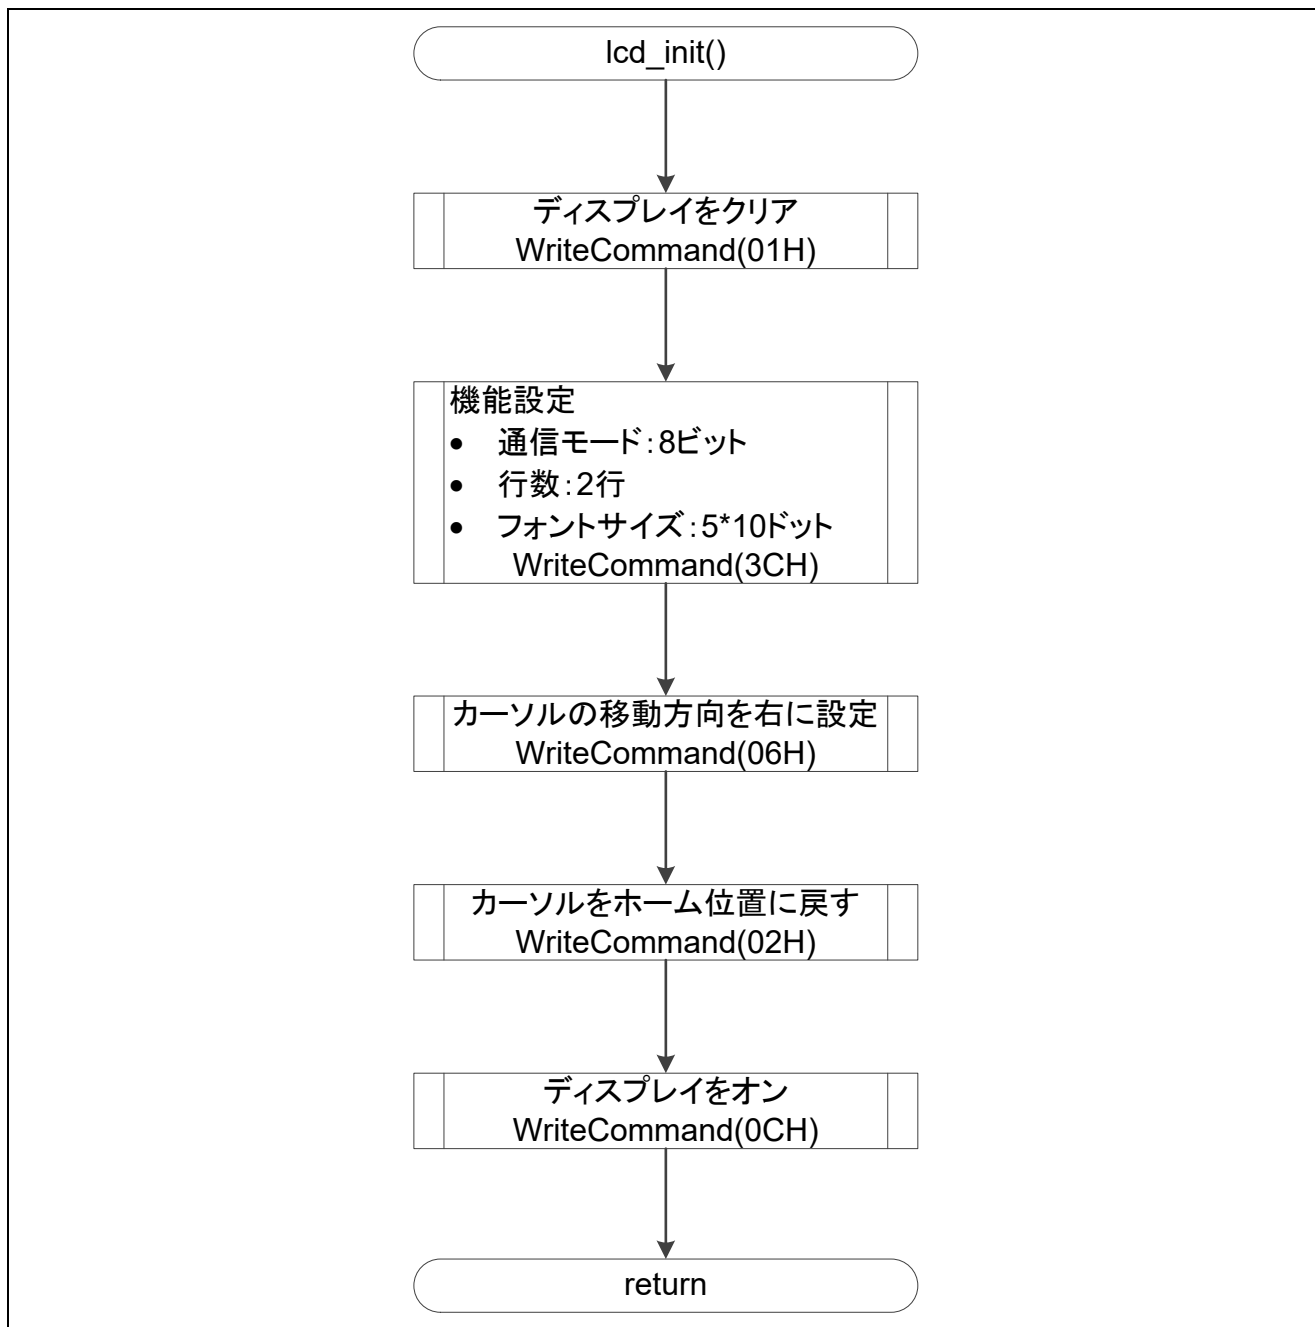 lcd_init()
ディスプレイをクリア
WriteCommand(01H)
機能設定
• 通信モード：8ビット
• 行数：2行
• フォントサイズ：5*10ドット
WriteCommand(3CH)
カーソルの移動方向を右に設定
WriteCommand(06H)
カーソルをホーム位置に戻す
WriteCommand(02H)
ディスプレイをオン
WriteCommand(0CH)
return